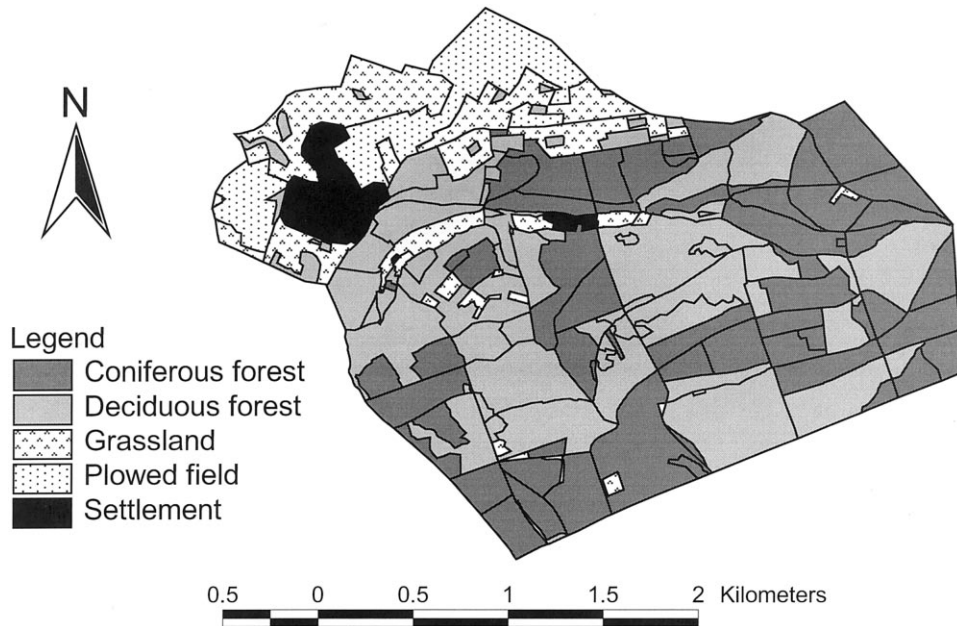 N
Legend
Coniferous forest
Deciduous forest
Grassland
Plowed field
Settlement
0.5 0 0.5 1 1.5 2 Kilometers